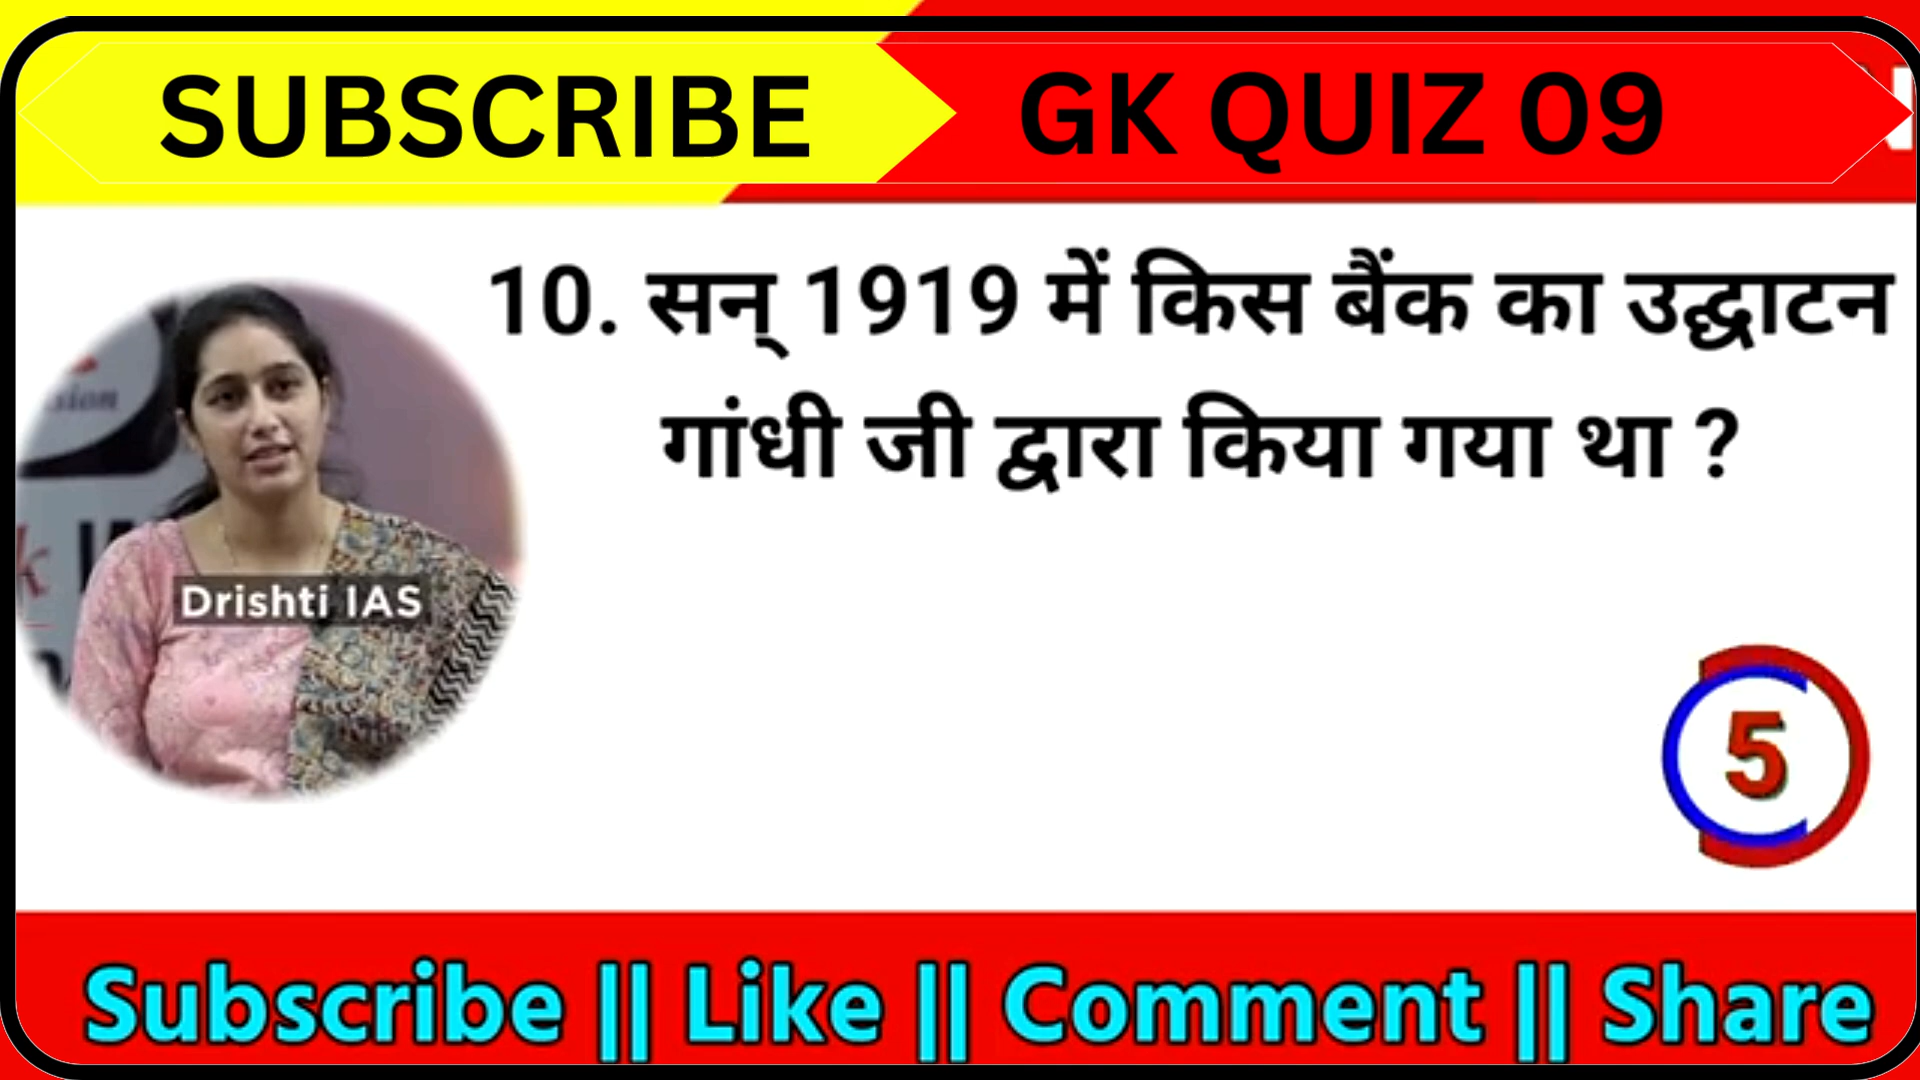 SUBSCRIBE
GK QUIZ 09
10. सन् 1919 में किस बैंक का उद्घाटन
गांधी जी द्वारा किया गया था ?
Drishti IAS
5
Subscribe || Like || Comment || Share